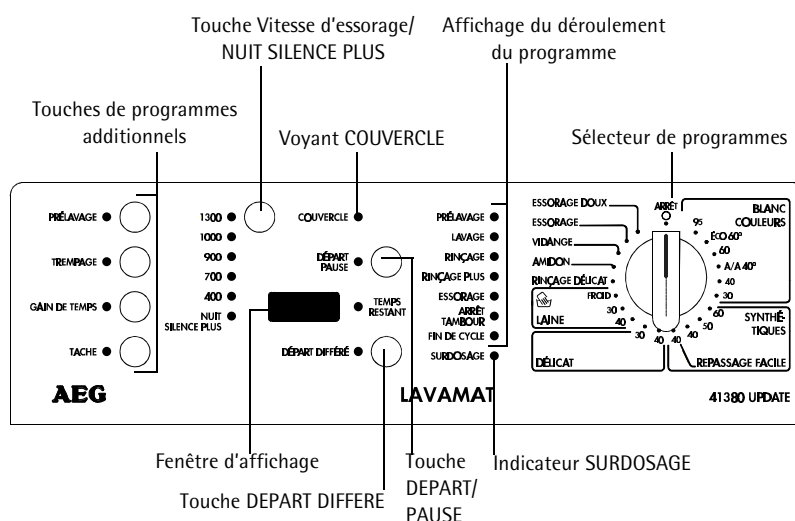 Touche Vitesse d'essorage/
NUIT SILENCE PLUS
Affichage du déroulement
du programme
Touches de programmes
additionnels
Voyant COUVERCLE
Sélecteur de programmes
PRÉLAVAGE
TREMPAGE
GAIN DE TEMPS
TACHE
1300
1000
900
700
400
NUIT
SILENCE PLUS
COUVERCLE
DÉPART
PAUSE
TEMPS
RESTANT
DÉPART DIFFÉRÉ
PRÉLAVAGE
LAVAGE
RINÇAGE
RINÇAGE PLUS
ESSORAGE
ARRÊT
TAMBOUR
FIN DE CYCLE
SURDOSAGE
ARRÊT
ESSORAGE DOUX
ESSORAGE
VIDANGE
AMIDON
RINÇAGE DÉLICAT
FROID
LAINE
30
40
DÉLICAT
30
40
BLANC
COULEURS
95
ÉCO 60°
60
A/A 40°
40
30
SYNTHÉ-
TIQUES
60
50
40
REPASSAGE FACILE
40
AEG
LAVAMAT
41380 UPDATE
Fenêtre d'affichage
Touche DEPART DIFFERE
Touche
DEPART/
PAUSE
Indicateur SURDOSAGE